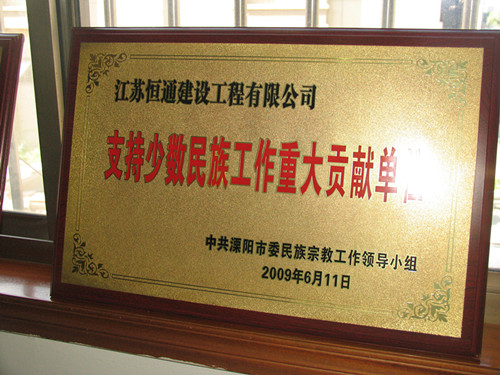 江苏恒通建设工程有限公司
支持少数民族工作重大贡献单位
中共溧阳市委民族宗教工作领导小组
2009年6月11日